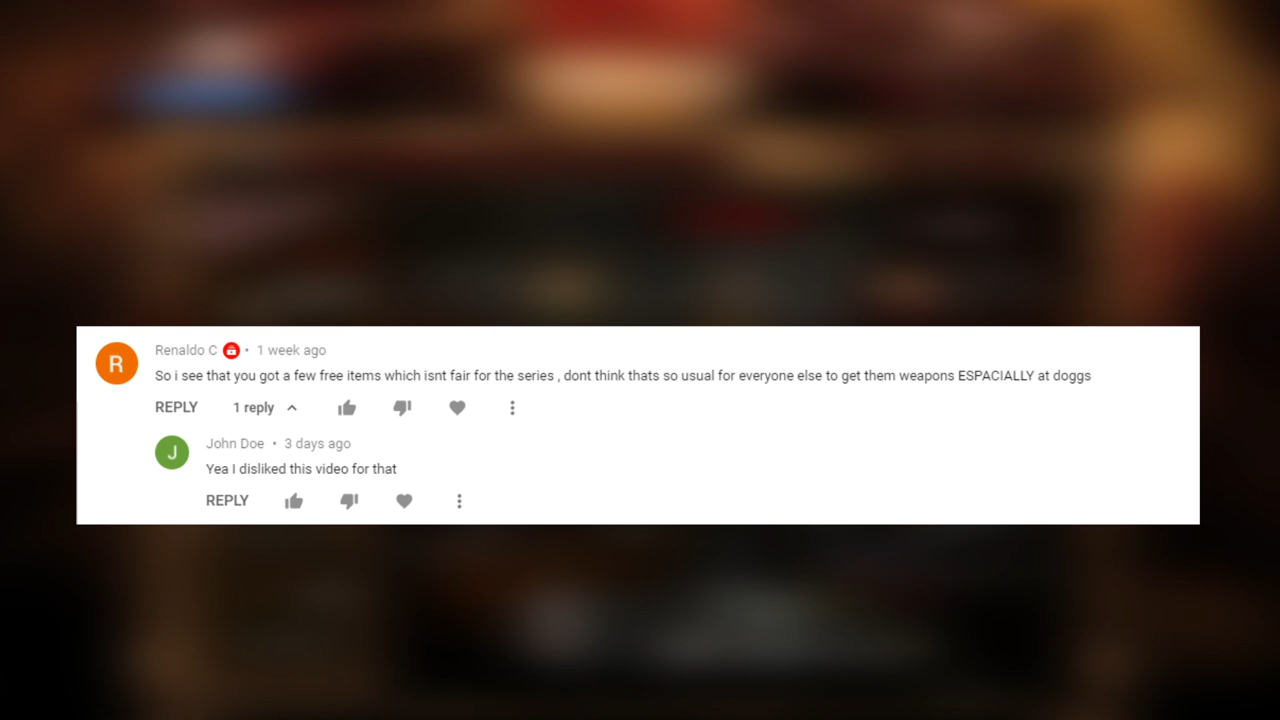 R
Renaldo C • 1 week ago
So i see that you got a few free items which isnt fair for the series , dont think thats so usual for everyone else to get them weapons ESPACIALLY at doggs
REPLY 1 reply
J
John Doe • 3 days ago
Yea I disliked this video for that
REPLY